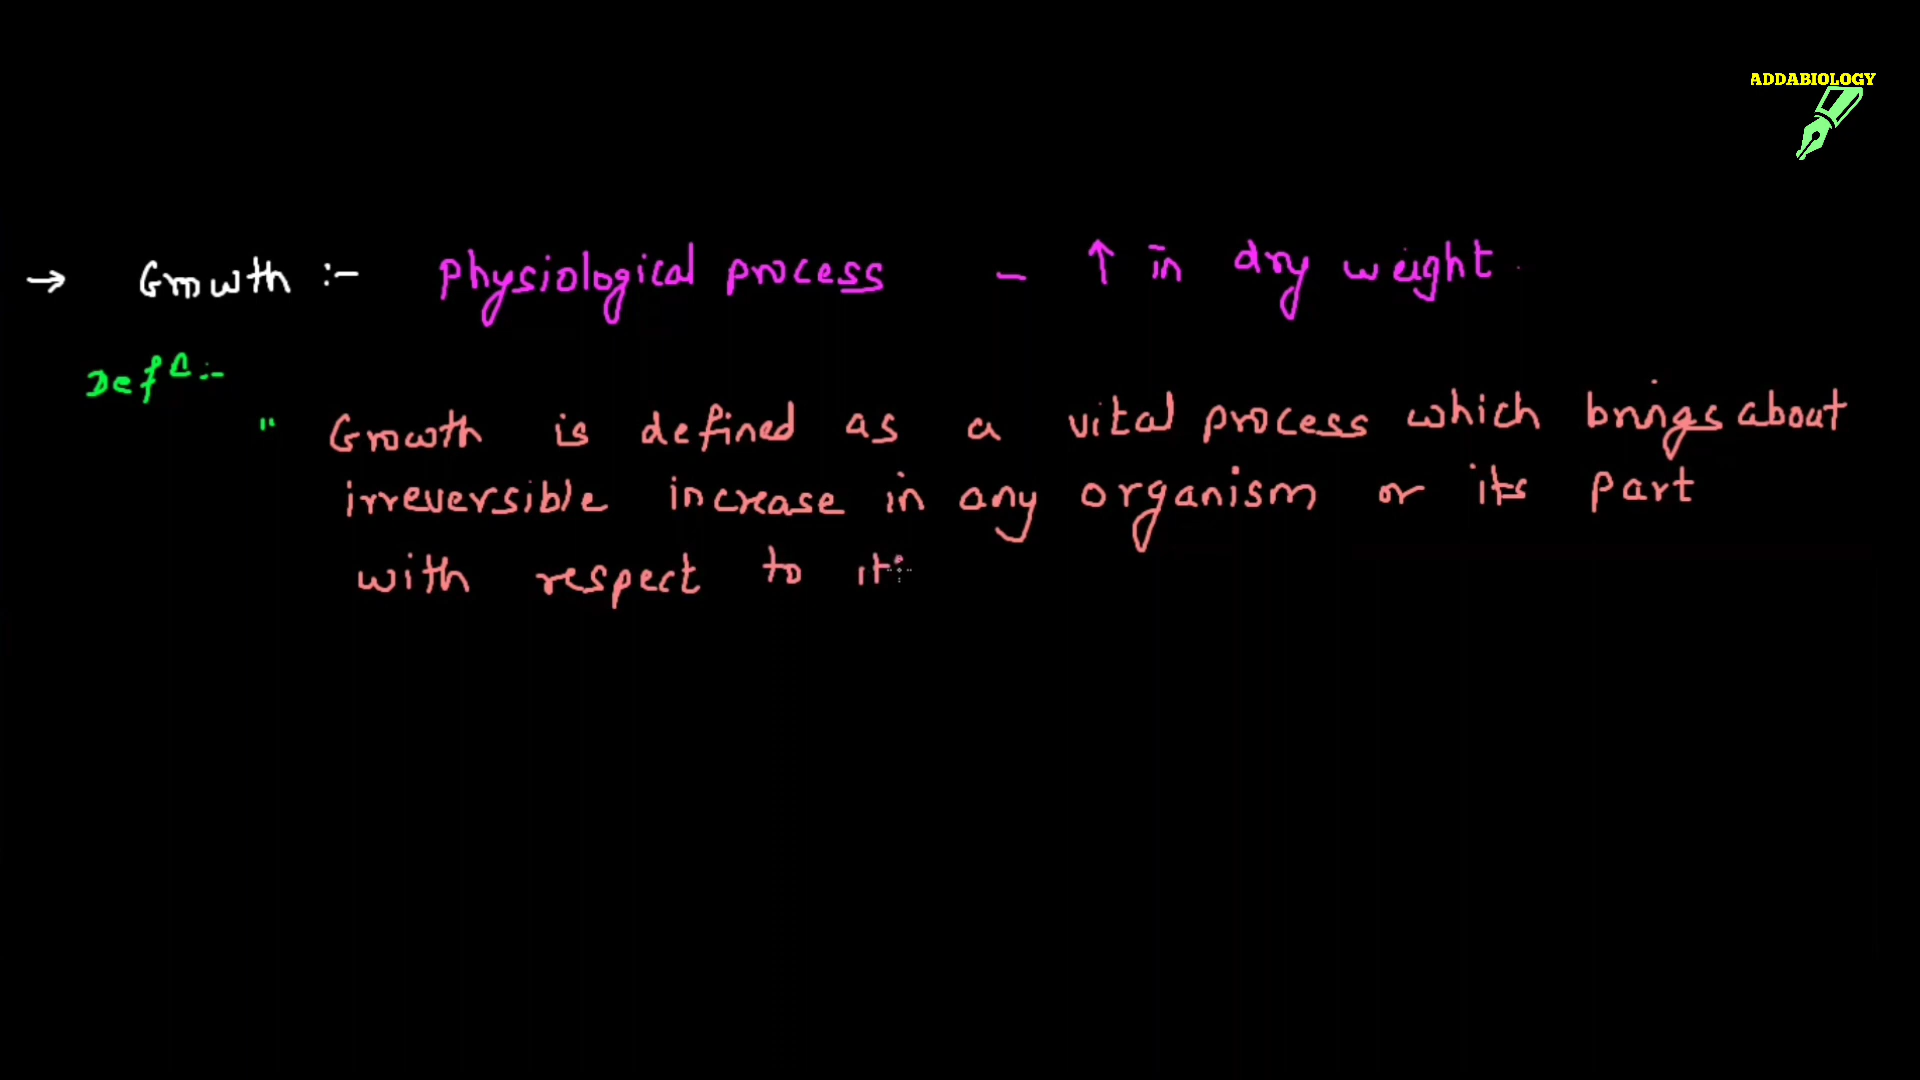 ADDABIOLOGY
→ Growth :- Physiological process - ↑ in dry weight.
Defn :-
" Growth is defined as a vital process which brings about
irreversible increase in any organism or its part
with respect to it